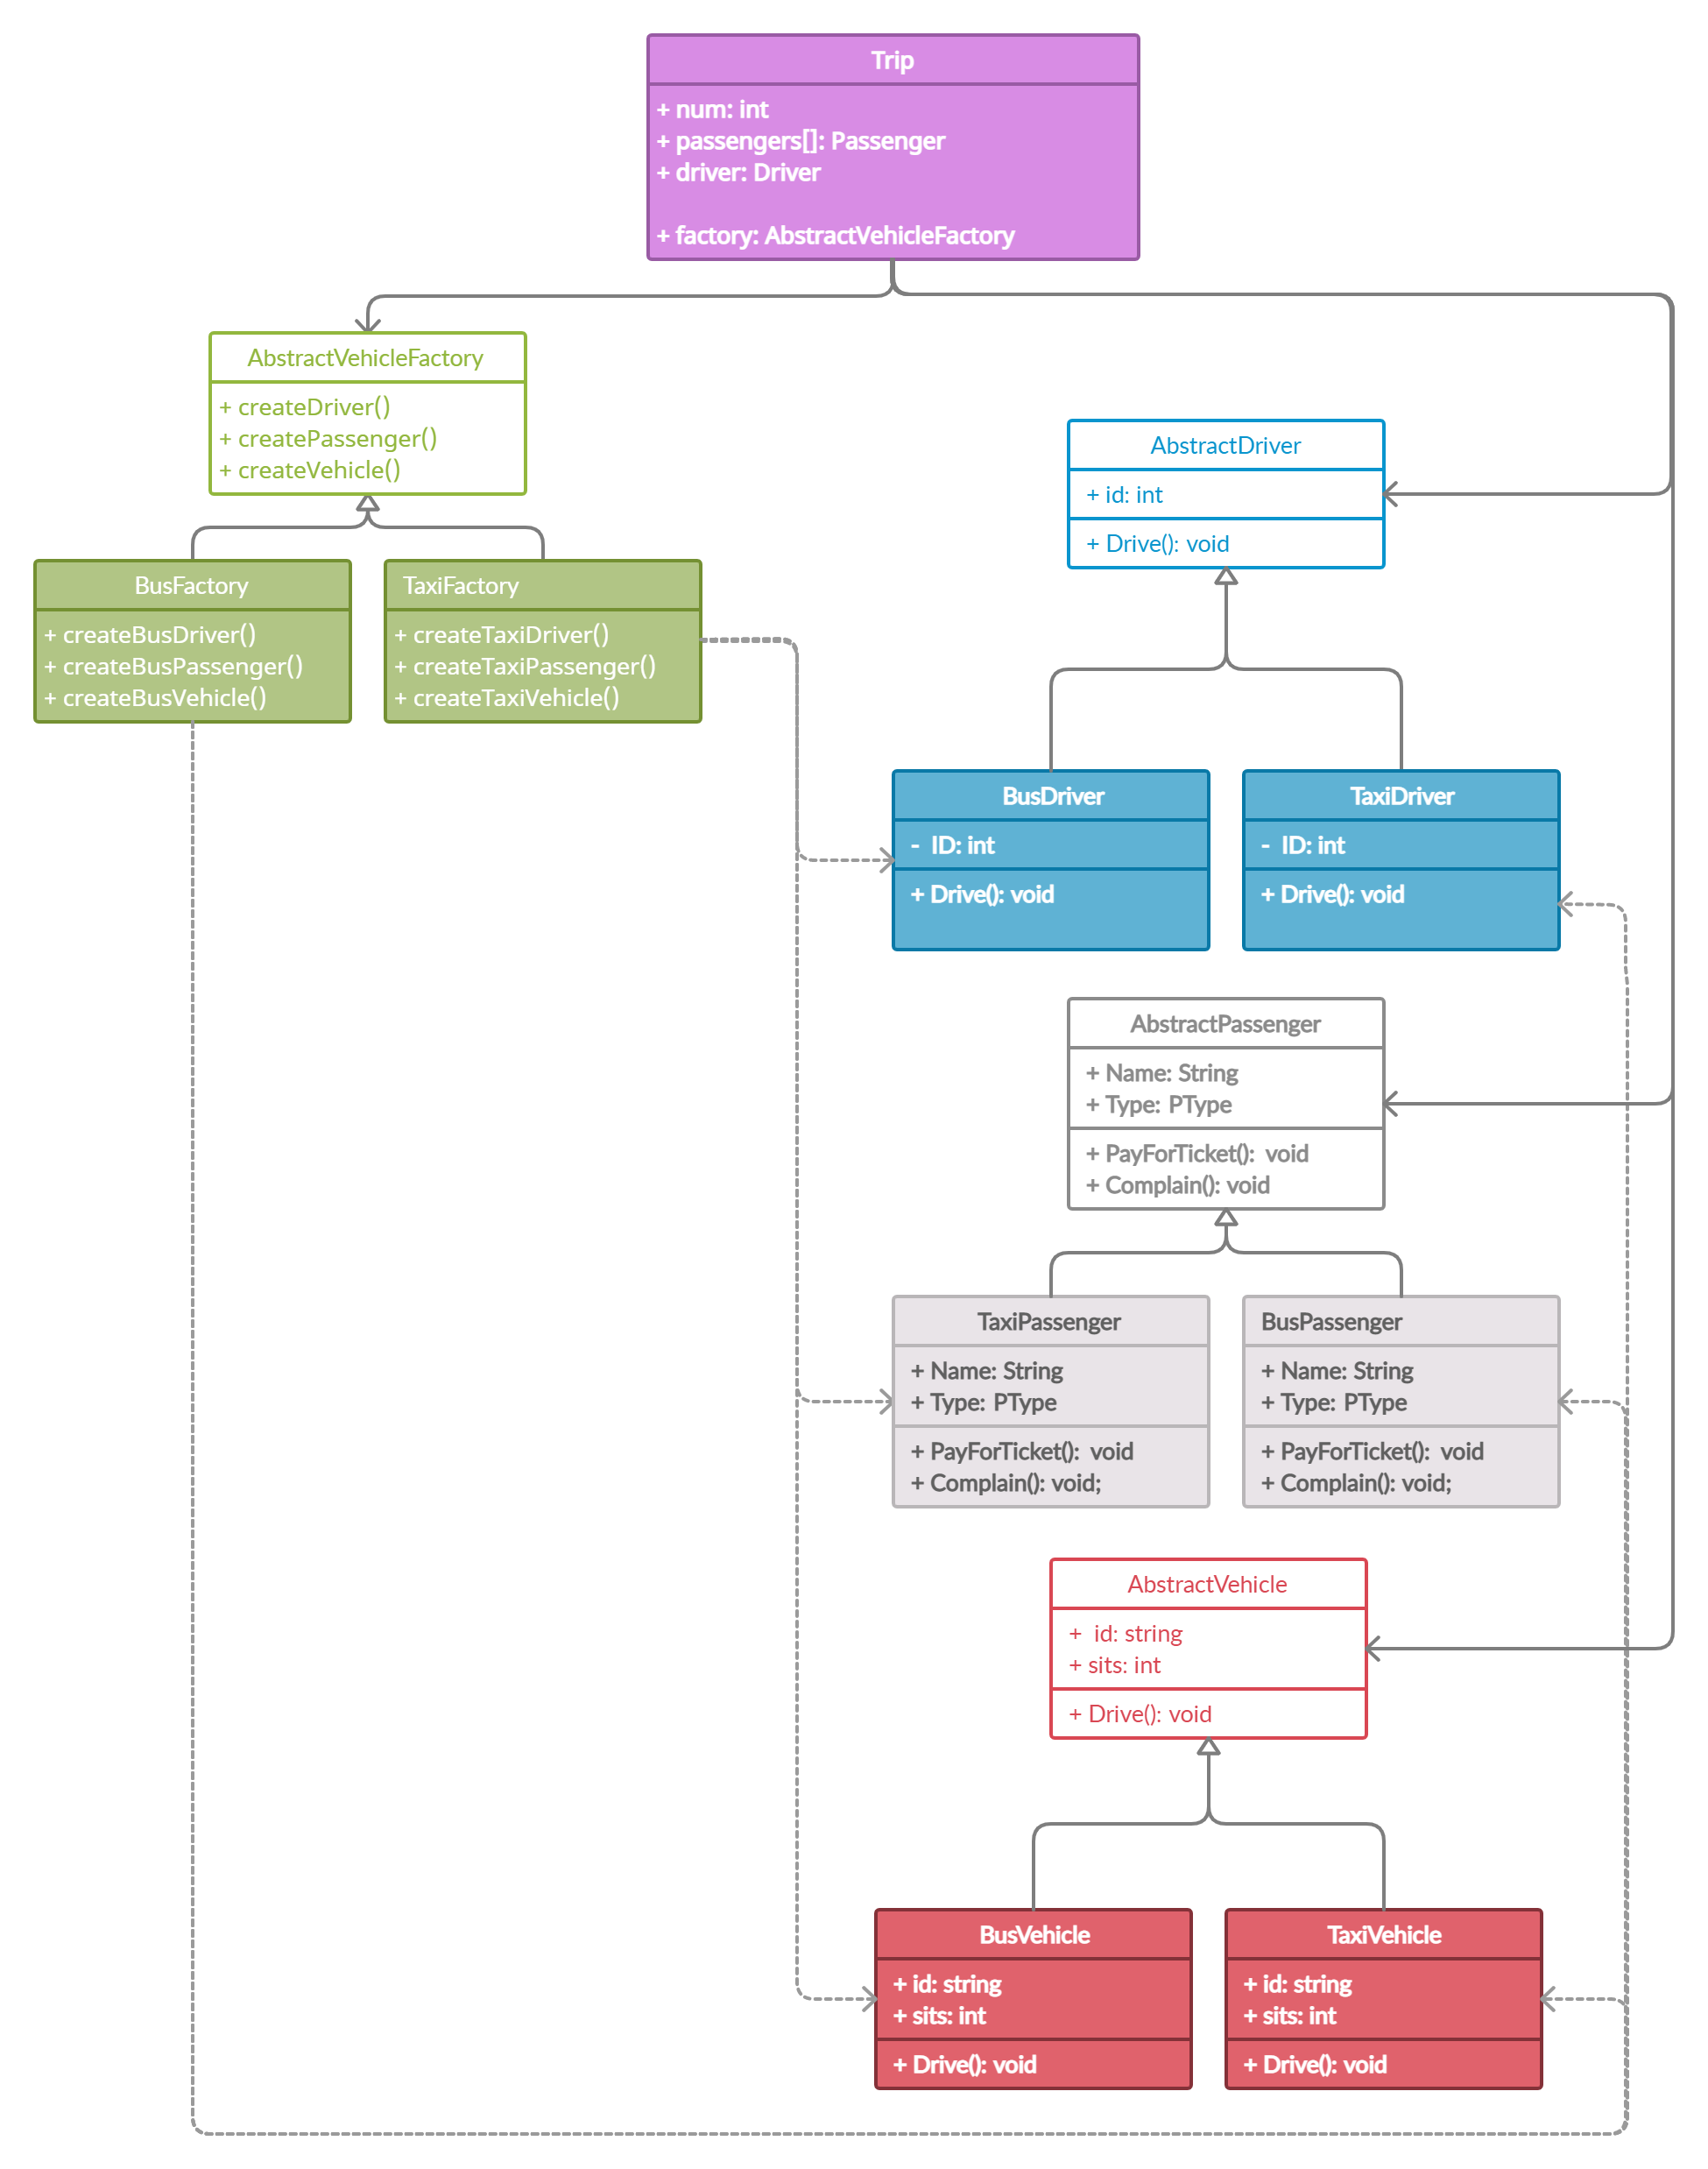 Trip
+ num: int
+ passengers[]: Passenger
+ driver: Driver
+ factory: AbstractVehicleFactory
AbstractVehicleFactory
+ createDriver()
+ createPassenger()
+ createVehicle()
AbstractDriver
+ id: int
+ Drive(): void
BusFactory
+ createBusDriver()
+ createBusPassenger()
+ createBusVehicle()
TaxiFactory
+ createTaxiDriver()
+ createTaxiPassenger()
+ createTaxiVehicle()
BusDriver
- ID: int
+ Drive(): void
TaxiDriver
- ID: int
+ Drive(): void
AbstractPassenger
+ Name: String
+ Type: PType
+ PayForTicket(): void
+ Complain(): void
TaxiPassenger
+ Name: String
+ Type: PType
+ PayForTicket(): void
+ Complain(): void;
BusPassenger
+ Name: String
+ Type: PType
+ PayForTicket(): void
+ Complain(): void;
AbstractVehicle
+ id: string
+ sits: int
+ Drive(): void
BusVehicle
+ id: string
+ sits: int
+ Drive(): void
TaxiVehicle
+ id: string
+ sits: int
+ Drive(): void